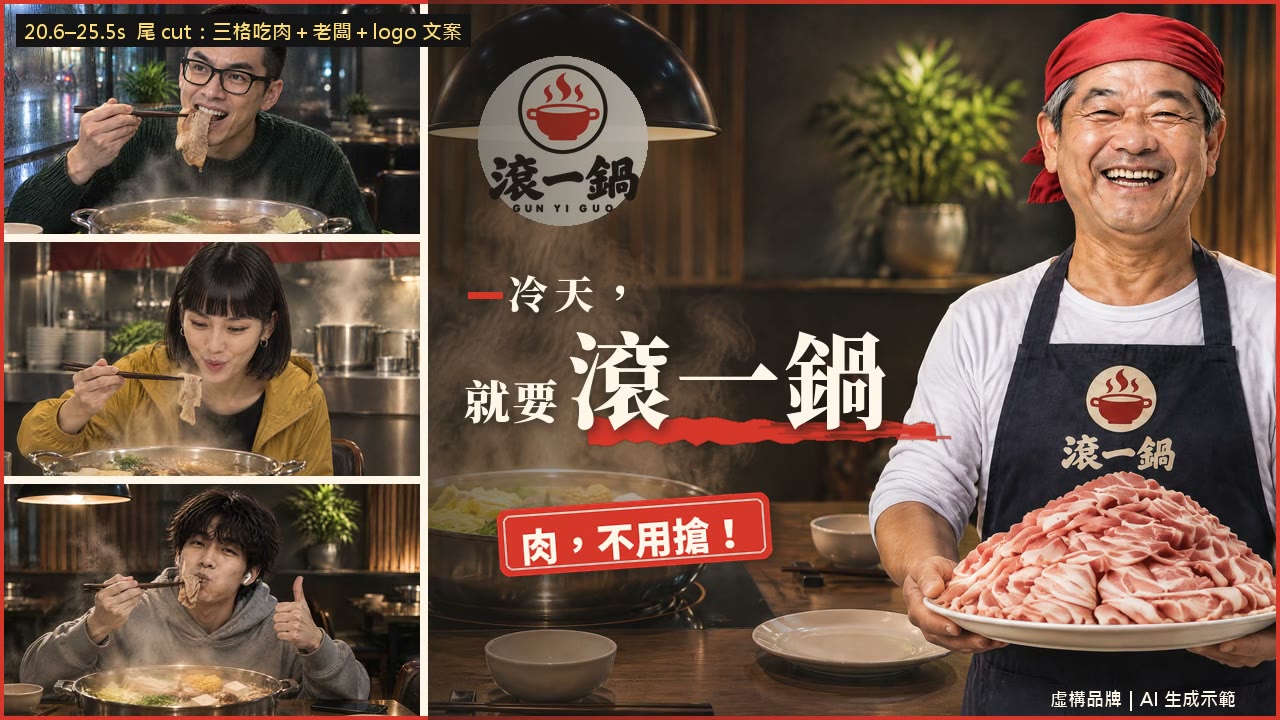 20.6–25.5s 尾 cut：三格吃肉＋老闆＋logo 文案
滾一鍋
GUN YI GUO
冷天，
就要滾一鍋
肉，不用搶！
滾一鍋
虛構品牌 | AI 生成示範